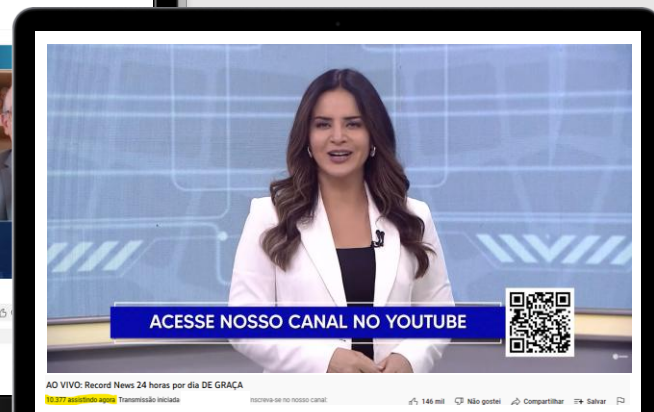 ACESSE NOSSO CANAL NO YOUTUBE
AO VIVO: Record News 24 horas por dia DE GRAÇA
10.377 assistindo agora Transmissão iniciada
Inscreva-se no nosso canal:
146 mil Não gostei Compartilhar Salvar